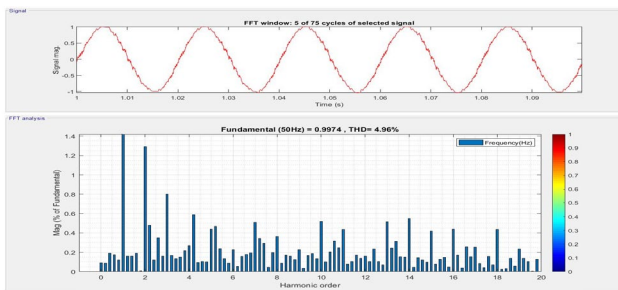 Signal
FFT window: 5 of 75 cycles of selected signal
Signal mag.
1
0.5
0
-0.5
-1
1 1.01 1.02 1.03 1.04 1.05 1.06 1.07 1.08 1.09
Time (s)
FFT analysis
Fundamental (50Hz) = 0.9974 , THD= 4.96%
Frequency(Hz)
Mag (% of Fundamental)
1.4
1.2
1
0.8
0.6
0.4
0.2
0
0 2 4 6 8 10 12 14 16 18 20
Harmonic order
1
0.9
0.8
0.7
0.6
0.5
0.4
0.3
0.2
0.1
0